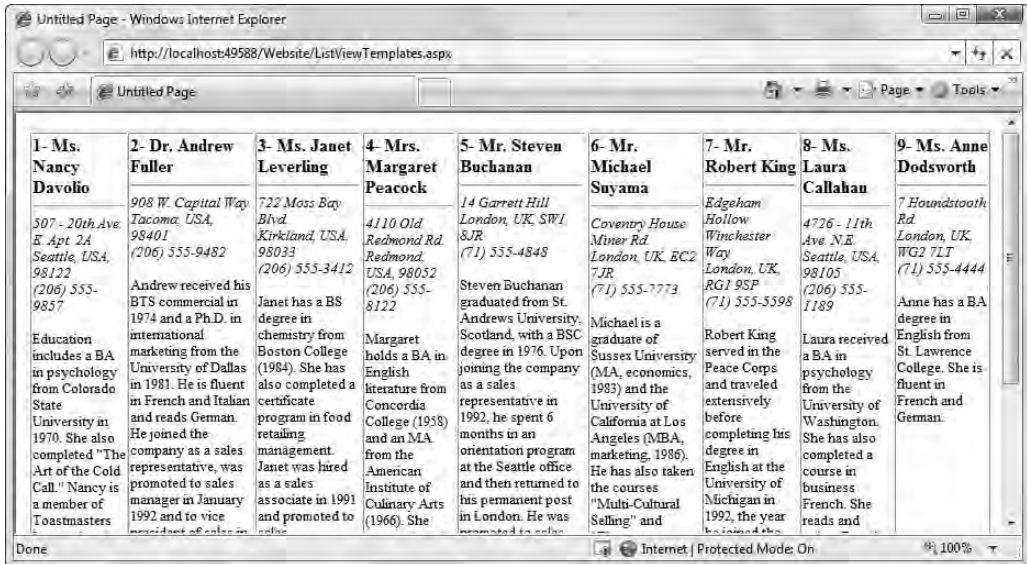 Untitled Page - Windows Internet Explorer
http://localhost:49588/Website/ListViewTemplates.aspx
Untitled Page
Page
Tools
1- Ms.
Nancy
Davolio
507 - 20th Ave.
E. Apt. 2A
Seattle, USA,
98122
(206) 555-
9857
Education
includes a BA
in psychology
from Colorado
State
University in
1970. She also
completed "The
Art of the Cold
Call." Nancy is
a member of
Toastmasters
2- Dr. Andrew
Fuller
908 W. Capital Way
Tacoma, USA,
98401
(206) 555-9482
Andrew received his
BTS commercial in
1974 and a Ph.D. in
international
marketing from the
University of Dallas
in 1981. He is fluent
in French and Italian
and reads German.
He joined the
company as a sales
representative, was
promoted to sales
manager in January
1992 and to vice
president of sales in
3- Ms. Janet
Leverling
722 Moss Bay
Blvd.
Kirkland, USA,
98033
(206) 555-3412
Janet has a BS
degree in
chemistry from
Boston College
(1984). She has
also completed a
certificate
program in food
retailing
management.
Janet was hired
as a sales
associate in 1991
and promoted to
sales
4- Mrs.
Margaret
Peacock
4110 Old
Redmond Rd.
Redmond,
USA, 98052
(206) 555-
8122
Margaret
holds a BA in
English
literature from
Concordia
College (1958)
and an MA
from the
American
Institute of
Culinary Arts
(1966). She
5- Mr. Steven
Buchanan
14 Garrett Hill
London, UK, SW1
8JR
(71) 555-4848
Steven Buchanan
graduated from St.
Andrews University,
Scotland, with a BSC
degree in 1976. Upon
joining the company
as a sales
representative in
1992, he spent 6
months in an
orientation program
at the Seattle office
and then returned to
his permanent post
in London. He was
promoted to sales
6- Mr.
Michael
Suyama
Coventry House
Miner Rd.
London, UK, EC2
7JR
(71) 555-7773
Michael is a
graduate of
Sussex University
(MA, economics,
1983) and the
University of
California at Los
Angeles (MBA,
marketing, 1986).
He has also taken
the courses
"Multi-Cultural
Selling" and
7- Mr.
Robert King
Edgeham
Hollow
Winchester
Way
London, UK,
RG1 9SP
(71) 555-5598
Robert King
served in the
Peace Corps
and traveled
extensively
before
completing his
degree in
English at the
University of
Michigan in
1992, the year
he joined the
8- Ms.
Laura
Callahan
4726 - 11th
Ave. N.E.
Seattle, USA,
98105
(206) 555-
1189
Laura received
a BA in
psychology
from the
University of
Washington.
She has also
completed a
course in
business
French. She
reads and
9- Ms. Anne
Dodsworth
7 Houndstooth
Rd.
London, UK,
WG2 7LT
(71) 555-4444
Anne has a BA
degree in
English from
St. Lawrence
College. She is
fluent in
French and
German.
Done
Internet | Protected Mode: On
100%